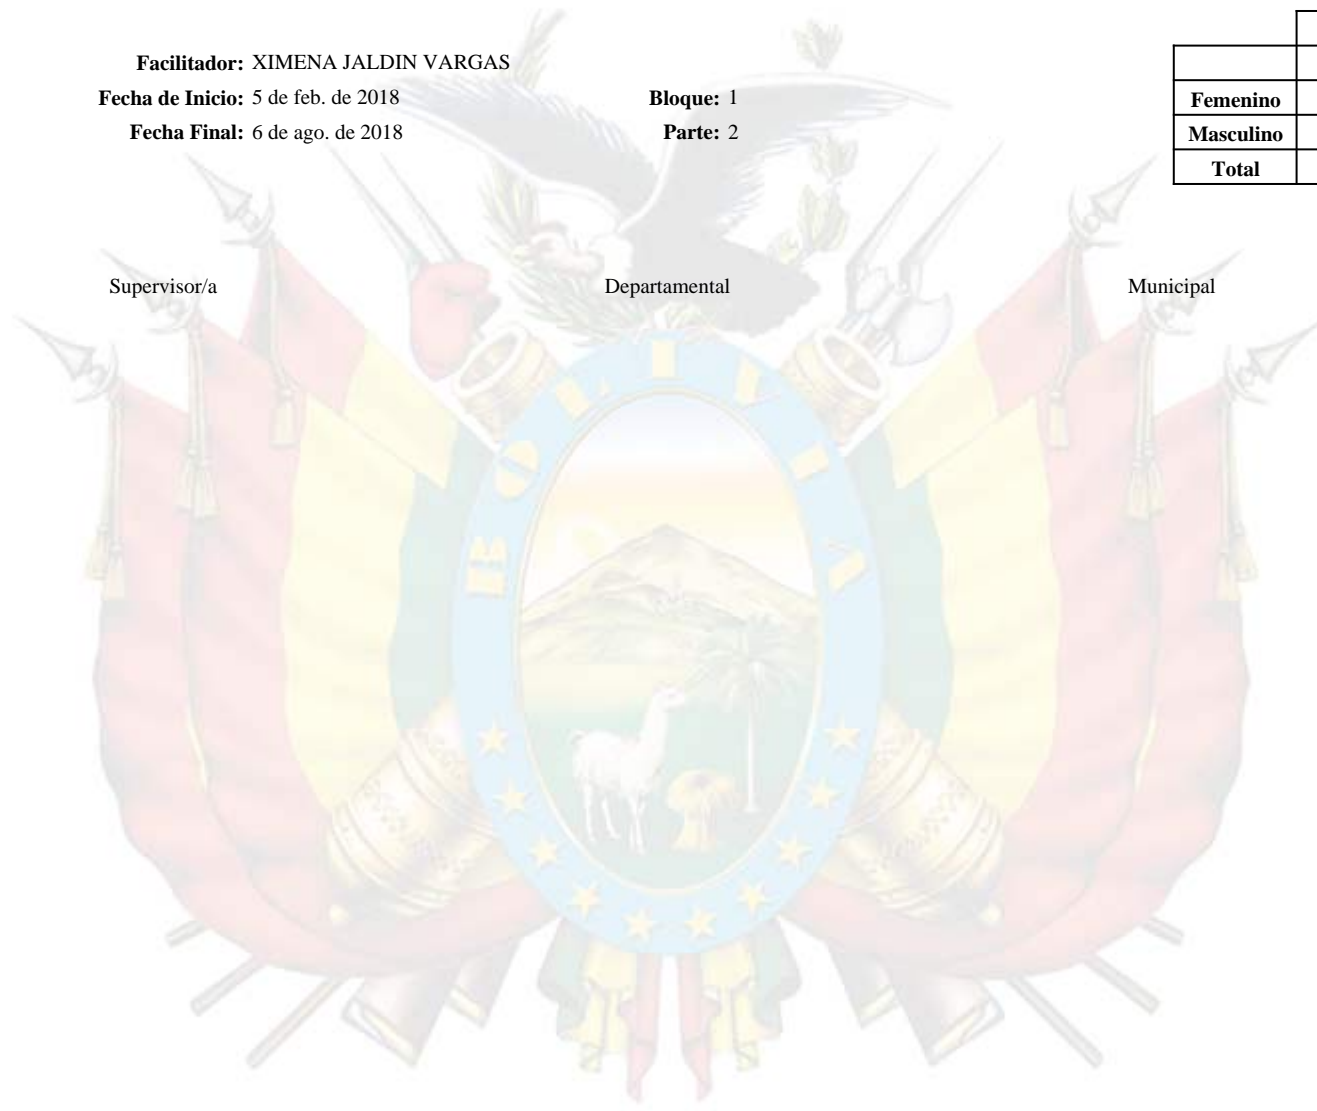 Facilitador: XIMENA JALDIN VARGAS
Fecha de Inicio: 5 de feb. de 2018 Bloque: 1
Fecha Final: 6 de ago. de 2018 Parte: 2
Femenino
Masculino
Total
Supervisor/a Departamental Municipal
BOLIVIA